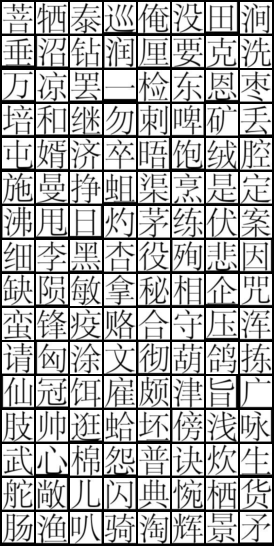 菩牺泰巡俺没田涧
垂沼钻润厘要克洗
万凉罢一检东恩枣
培和继勿刺啤矿丢
屯婿济卒晤饱绒腔
施曼挣蛆渠烹是定
沸甩日灼茅练伏案
细李黑杏役殉悲因
缺陨敏拿秘相企咒
蛮锋疫赂合守压浑
请匈涂文彻葫鸽拣
仙冠饵雇颇津旨广
肢帅逛蛤坯傍浅咏
武心棉怨普诀炊生
舵敞儿闪典惋栖货
肠渔叭骑淘辉景矛